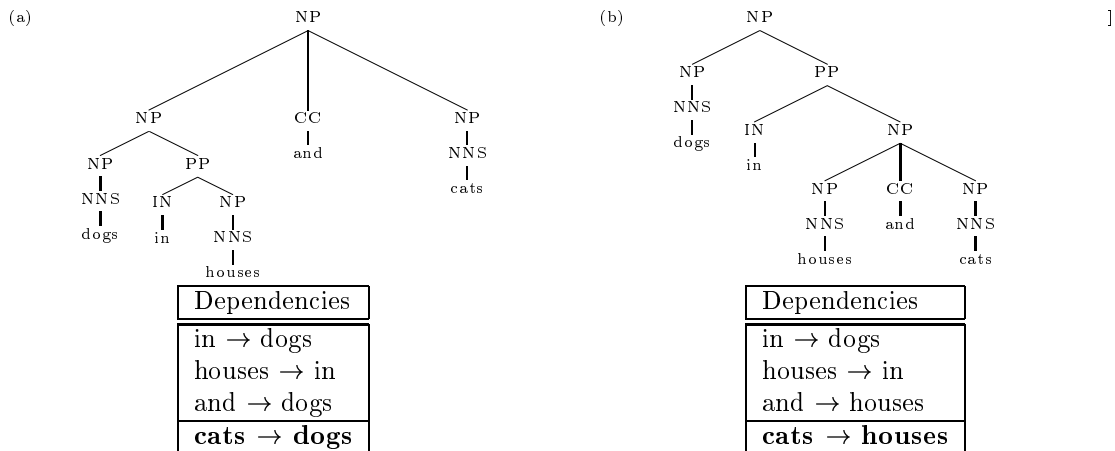 (a) NP (b) NP
NP PP
NP CC NP NNS IN NP
and NNS dogs in
NP PP cats NP CC NP
NNS IN NP NNS and NNS
dogs in NNS houses cats
houses
Dependencies Dependencies
in → dogs in → dogs
houses → in houses → in
and → dogs and → houses
cats → dogs cats → houses